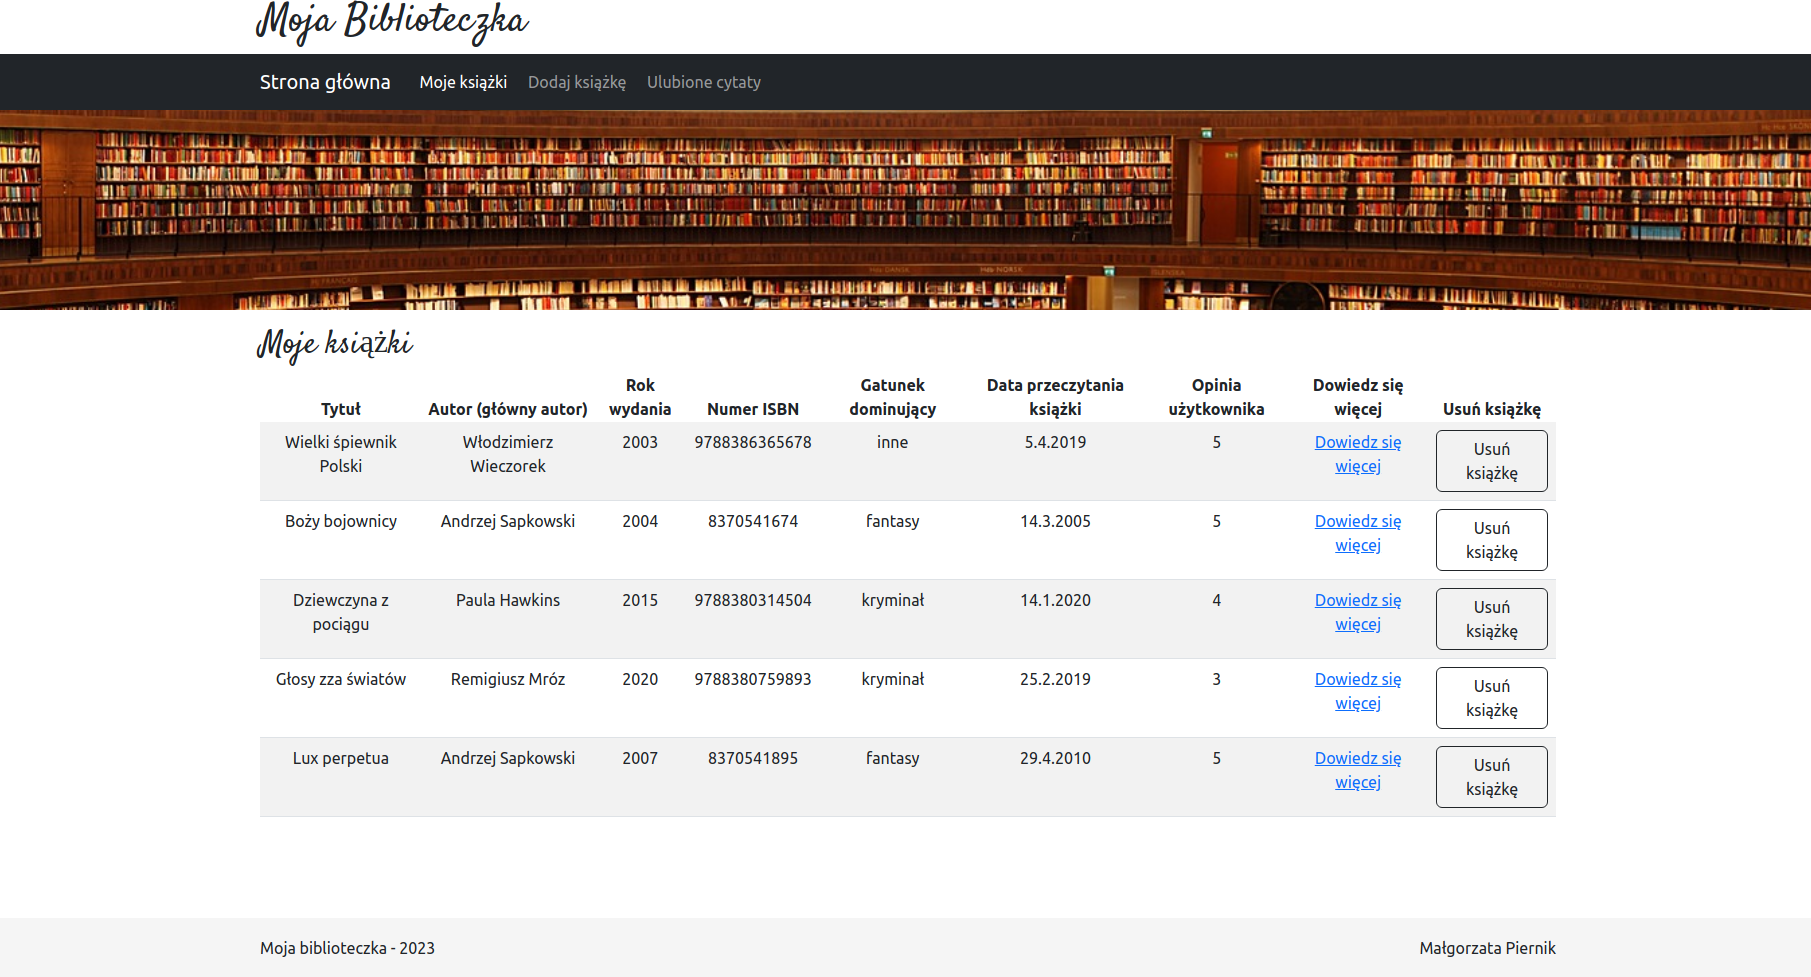 Moja Biblioteczka
Strona główna Moje książki Dodaj książkę Ulubione cytaty
Höb DANSK Höb NORSK
Moje książki
Tytuł Autor (główny autor) Rok wydania Numer ISBN Gatunek dominujący Data przeczytania książki Opinia użytkownika Dowiedz się więcej Usuń książkę
Wielki śpiewnik Polski Włodzimierz Wieczorek 2003 9788386365678 inne 5.4.2019 5 Dowiedz się więcej Usuń książkę
Boży bojownicy Andrzej Sapkowski 2004 8370541674 fantasy 14.3.2005 5 Dowiedz się więcej Usuń książkę
Dziewczyna z pociągu Paula Hawkins 2015 9788380314504 kryminał 14.1.2020 4 Dowiedz się więcej Usuń książkę
Głosy zza światów Remigiusz Mróz 2020 9788380759893 kryminał 25.2.2019 3 Dowiedz się więcej Usuń książkę
Lux perpetua Andrzej Sapkowski 2007 8370541895 fantasy 29.4.2010 5 Dowiedz się więcej Usuń książkę
Moja biblioteczka - 2023 Małgorzata Piernik